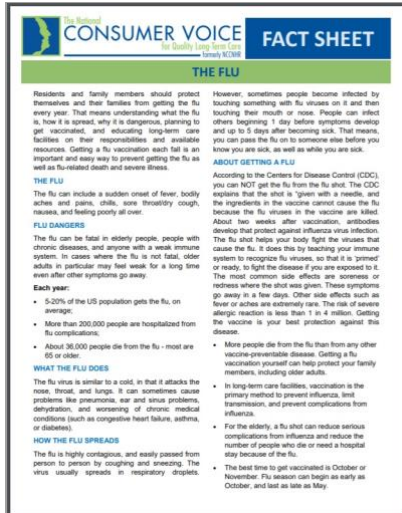 The National
CONSUMER VOICE
for Quality Long-Term Care
formerly NCCNHR
FACT SHEET
THE FLU
Residents and family members should protect
themselves and their families from getting the flu
every year. That means understanding what the flu
is, how it is spread, why it is dangerous, planning to
get vaccinated, and educating long-term care
facilities on their responsibilities and available
resources. Getting a flu vaccination each fall is an
important and easy way to prevent getting the flu as
well as flu-related death and severe illness.
THE FLU
The flu can include a sudden onset of fever, bodily
aches and pains, chills, sore throat/dry cough,
nausea, and feeling poorly all over.
FLU DANGERS
The flu can be fatal in elderly people, people with
chronic diseases, and anyone with a weak immune
system. In cases where the flu is not fatal, older
adults in particular may feel weak for a long time
even after other symptoms go away.
Each year:
• 5-20% of the US population gets the flu, on
average;
• More than 200,000 people are hospitalized from
flu complications;
• About 36,000 people die from the flu - most are
65 or older.
WHAT THE FLU DOES
The flu virus is similar to a cold, in that it attacks the
nose, throat, and lungs. It can sometimes cause
problems like pneumonia, ear and sinus problems,
dehydration, and worsening of chronic medical
conditions (such as congestive heart failure, asthma,
or diabetes).
HOW THE FLU SPREADS
The flu is highly contagious, and easily passed from
person to person by coughing and sneezing. The
virus usually spreads in respiratory droplets.
However, sometimes people become infected by
touching something with flu viruses on it and then
touching their mouth or nose. People can infect
others beginning 1 day before symptoms develop
and up to 5 days after becoming sick. That means,
you can pass the flu on to someone else before you
know you are sick, as well as while you are sick.
ABOUT GETTING A FLU
According to the Centers for Disease Control (CDC),
you can NOT get the flu from the flu shot. The CDC
explains that the shot is "given with a needle, and
the ingredients in the vaccine cannot cause the flu
because the flu viruses in the vaccine are killed.
About two weeks after vaccination, antibodies
develop that protect against influenza virus infection.
The flu shot helps your body fight the viruses that
cause the flu. It does this by teaching your immune
system to recognize flu viruses, so that it is 'primed'
or ready, to fight the disease if you are exposed to it.
The most common side effects are soreness or
redness where the shot was given. These symptoms
go away in a few days. Other side effects such as
fever or aches are extremely rare. The risk of severe
allergic reaction is less than 1 in 4 million. Getting
the vaccine is your best protection against this
disease.
• More people die from the flu than from any other
vaccine-preventable disease. Getting a flu
vaccination yourself can help protect your family
members, including older adults.
• In long-term care facilities, vaccination is the
primary method to prevent influenza, limit
transmission, and prevent complications from
influenza.
• For the elderly, a flu shot can reduce serious
complications from influenza and reduce the
number of people who die or need a hospital
stay because of the flu.
• The best time to get vaccinated is October or
November. Flu season can begin as early as
October, and last as late as May.